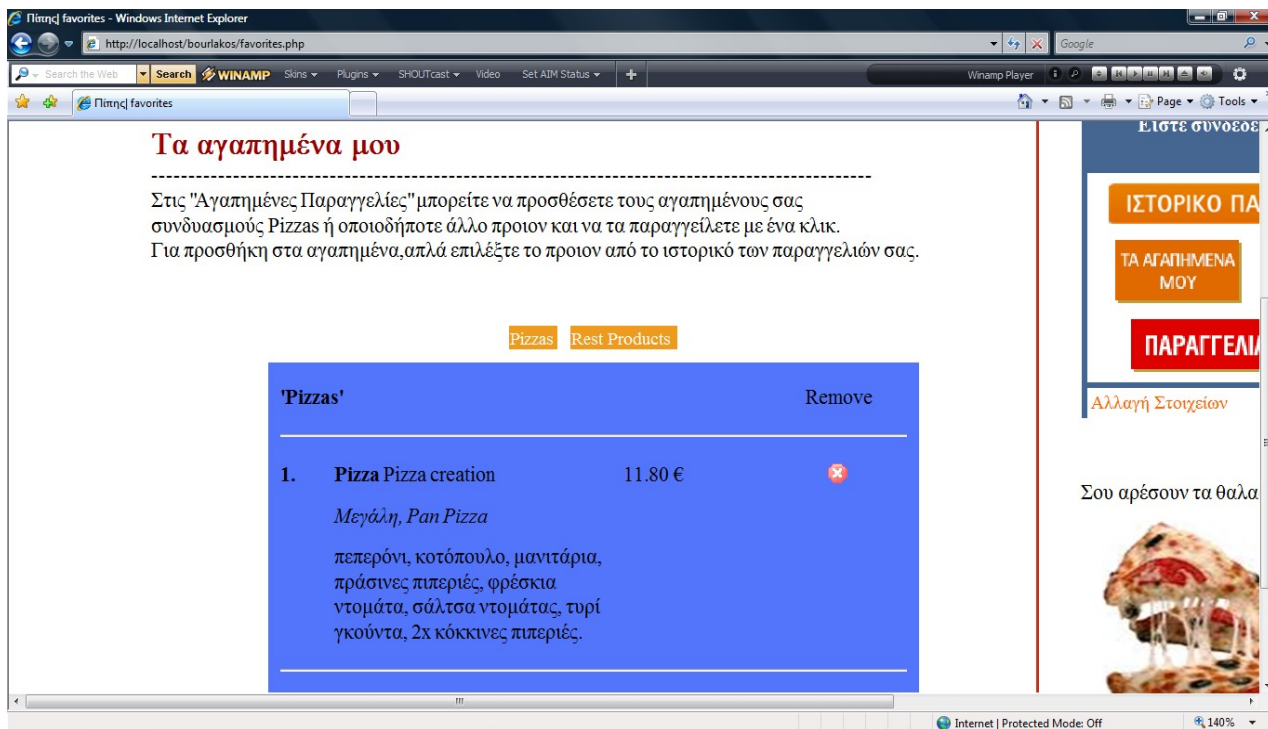 Πίτης| favorites - Windows Internet Explorer
http://localhost/bourlakos/favorites.php
Google
Search the Web Search WINAMP Skins Plugins SHOUTcast Video Set AIM Status Winamp Player
Πίτης| favorites
Page Tools
Τα αγαπημένα μου
Είστε συνδεδε
Στις "Αγαπημένες Παραγγελίες"μπορείτε να προσθέσετε τους αγαπημένους σας
συνδυασμούς Pizzas ή οποιοδήποτε άλλο προιον και να τα παραγγείλετε με ένα κλικ.
Για προσθήκη στα αγαπημένα,απλά επιλέξτε το προιον από το ιστορικό των παραγγελιών σας.
ΙΣΤΟΡΙΚΟ ΠΑ
ΤΑ ΑΓΑΠΗΜΕΝΑ
ΜΟΥ
ΠΑΡΑΓΓΕΛΙΑ
Αλλαγή Στοιχείων
Pizzas Rest Products
'Pizzas' Remove
1. Pizza Pizza creation 11.80 €
Μεγάλη, Pan Pizza
πεπερόνι, κοτόπουλο, μανιτάρια,
πράσινες πιπεριές, φρέσκια
ντομάτα, σάλτσα ντομάτας, τυρί
γκούντα, 2x κόκκινες πιπεριές.
Σου αρέσουν τα θαλα
Internet | Protected Mode: Off 140%